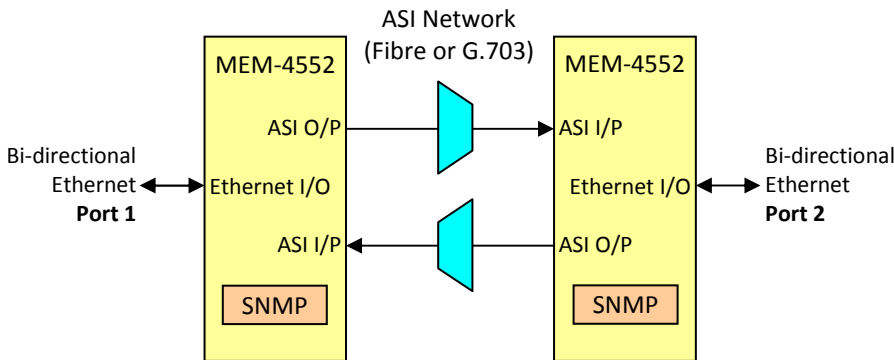 ASI Network
(Fibre or G.703)
MEM-4552
MEM-4552
ASI O/P
ASI I/P
Bi-directional
Ethernet
Port 1
Ethernet I/O
Ethernet I/O
Bi-directional
Ethernet
Port 2
ASI I/P
ASI O/P
SNMP
SNMP